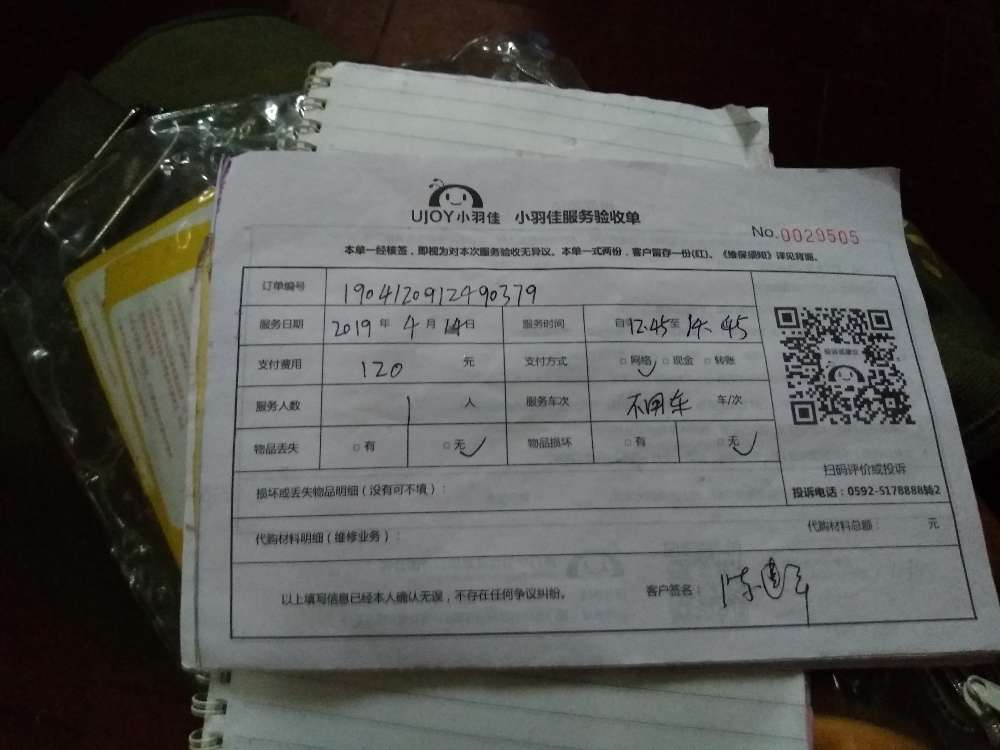 UJOY小羽佳 小羽佳服务验收单
No.0029505
本单一经核签，即视为对本次服务验收无异议。本单一式两份，客户留存一份(红)。《维保须知》详见背面。
订单编号 1904120912490379
服务日期 2019 年 4 月 14 日 服务时间 自 12:45 至 14:45
支付费用 120 元 支付方式 □网络 ✓ □现金 □转账
服务人数 1 人 服务车次 不用车 车/次
物品丢失 □有 □无 ✓ 物品损坏 □有 □无 ✓
扫码评价或投诉
投诉电话：0592-5178888转2
损坏或丢失物品明细（没有可不填）：
代购材料明细（维修业务）： 代购材料总额： 元
以上填写信息已经本人确认无误，不存在任何争议纠纷。 客户签名：